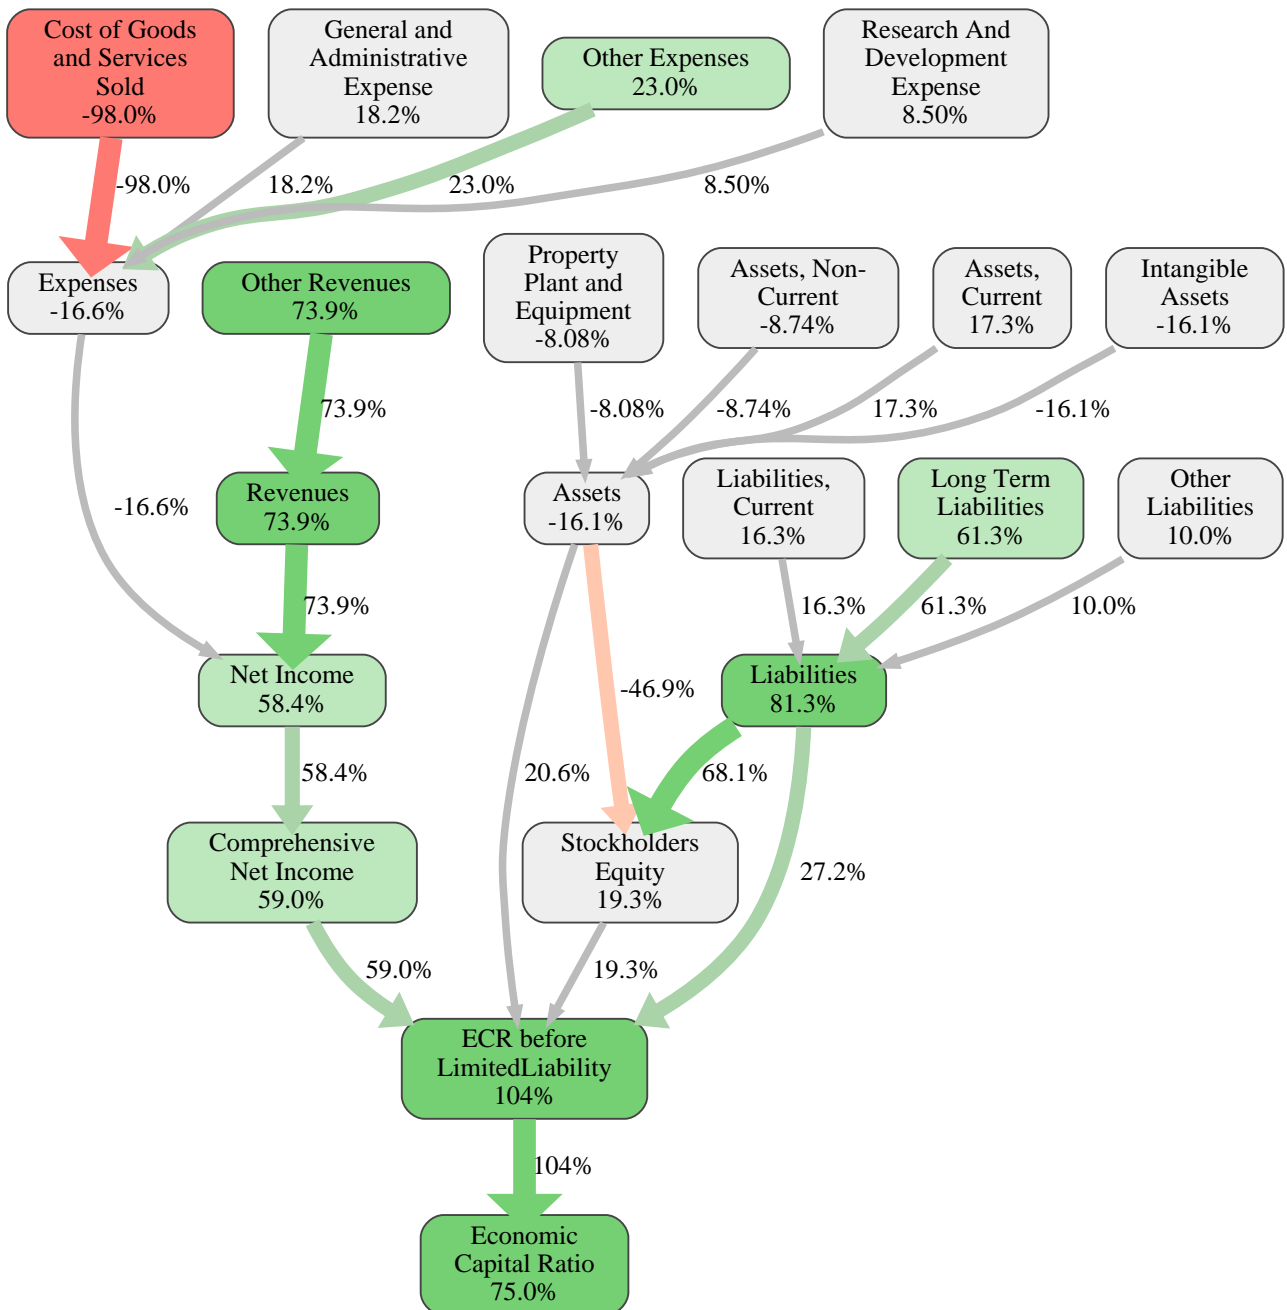 Cost of Goods
and Services
Sold
-98.0%
General and
Administrative
Expense
18.2%
Other Expenses
23.0%
Research And
Development
Expense
8.50%
-98.0%
18.2%
23.0%
8.50%
Expenses
-16.6%
Other Revenues
73.9%
Property
Plant and
Equipment
-8.08%
Assets, Non-
Current
-8.74%
Assets,
Current
17.3%
Intangible
Assets
-16.1%
73.9%
-8.08%
-8.74%
17.3%
-16.1%
-16.6%
Revenues
73.9%
Assets
-16.1%
Liabilities,
Current
16.3%
Long Term
Liabilities
61.3%
Other
Liabilities
10.0%
73.9%
16.3%
61.3%
10.0%
Net Income
58.4%
-46.9%
Liabilities
81.3%
58.4%
20.6%
68.1%
Comprehensive
Net Income
59.0%
Stockholders
Equity
19.3%
27.2%
59.0%
19.3%
ECR before
LimitedLiability
104%
104%
Economic
Capital Ratio
75.0%